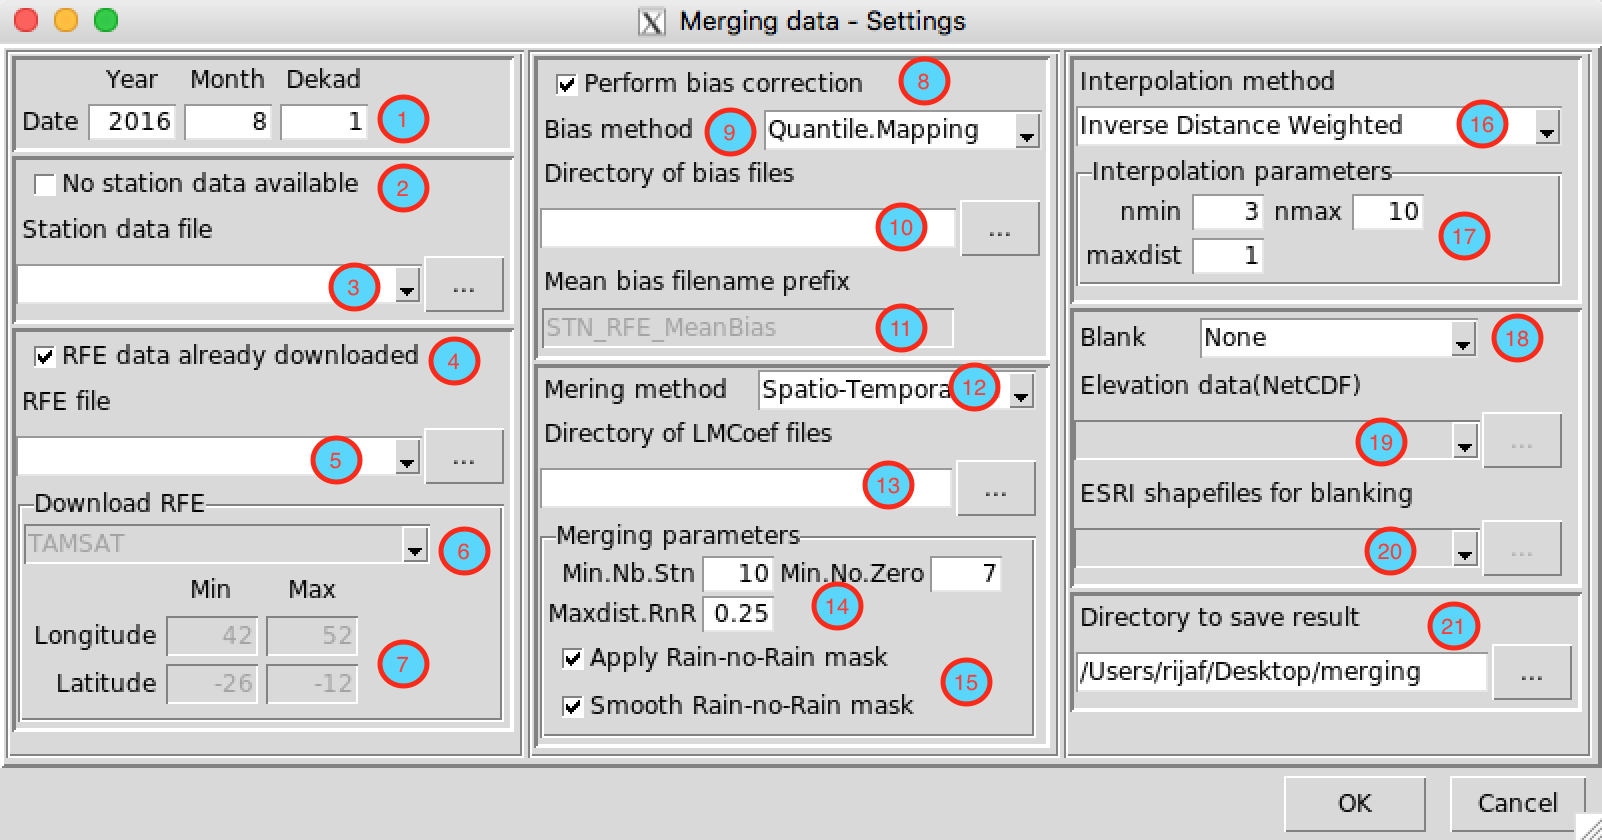 Merging data - Settings
Year Month Dekad
Date 2016 8 1 1
No station data available 2
Station data file
3 ...
RFE data already downloaded 4
RFE file
5 ...
Download RFE
TAMSAT 6
Min Max
Longitude 42 52
7
Latitude -26 -12
Perform bias correction 8
Bias method 9 Quantile.Mapping
Directory of bias files
10 ...
Mean bias filename prefix
STN_RFE_MeanBias 11
Mering method Spatio-Tempora 12
Directory of LMCoef files
13 ...
Merging parameters
Min.Nb.Stn 10 Min.No.Zero 7
Maxdist.RnR 0.25 14
Apply Rain-no-Rain mask
15
Smooth Rain-no-Rain mask
Interpolation method
Inverse Distance Weighted 16
Interpolation parameters
nmin 3 nmax 10
17
maxdist 1
Blank None 18
Elevation data(NetCDF)
19 ...
ESRI shapefiles for blanking
20 ...
Directory to save result 21
/Users/rijaf/Desktop/merging ...
OK Cancel